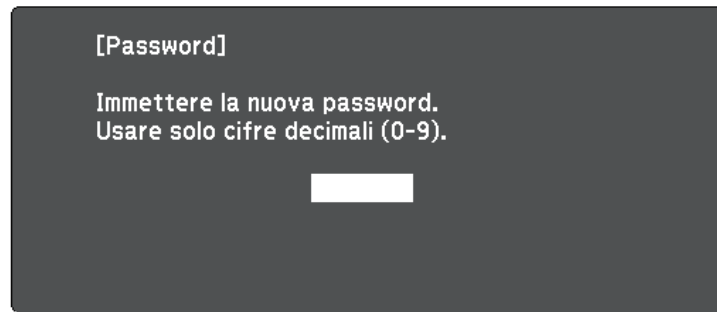 [Password]
Immettere la nuova password.
Usare solo cifre decimali (0-9).